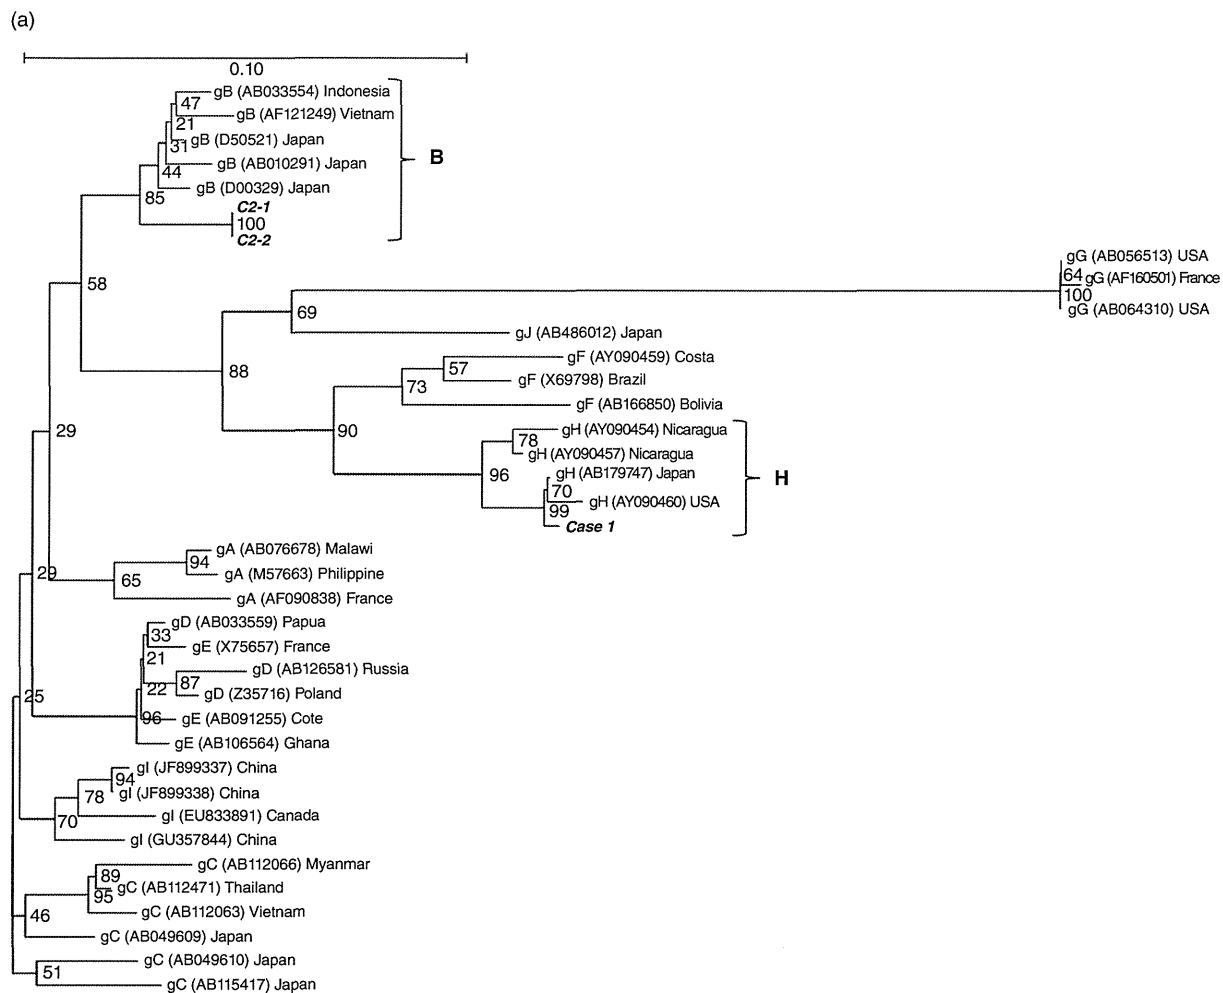 (a)
0.10
gB (AB033554) Indonesia
47
gB (AF121249) Vietnam
21
gB (D50521) Japan
31
B
gB (AB010291) Japan
44
gB (D00329) Japan
85
C2-1
100
C2-2
gG (AB056513) USA
64
gG (AF160501) France
58
100
gG (AB064310) USA
69
gJ (AB486012) Japan
gF (AY090459) Costa
88
57
gF (X69798) Brazil
73
gF (AB166850) Bolivia
29
90
gH (AY090454) Nicaragua
78
gH (AY090457) Nicaragua
96
gH (AB179747) Japan
H
70
gH (AY090460) USA
99
Case 1
gA (AB076678) Malawi
94
29
gA (M57663) Philippine
65
gA (AF090838) France
gD (AB033559) Papua
33
gE (X75657) France
21
gD (AB126581) Russia
22
87
gD (Z35716) Poland
25
96
gE (AB091255) Cote
gE (AB106564) Ghana
gI (JF899337) China
94
gI (JF899338) China
78
gI (EU833891) Canada
70
gI (GU357844) China
gC (AB112066) Myanmar
89
gC (AB112471) Thailand
95
gC (AB112063) Vietnam
46
gC (AB049609) Japan
gC (AB049610) Japan
51
gC (AB115417) Japan